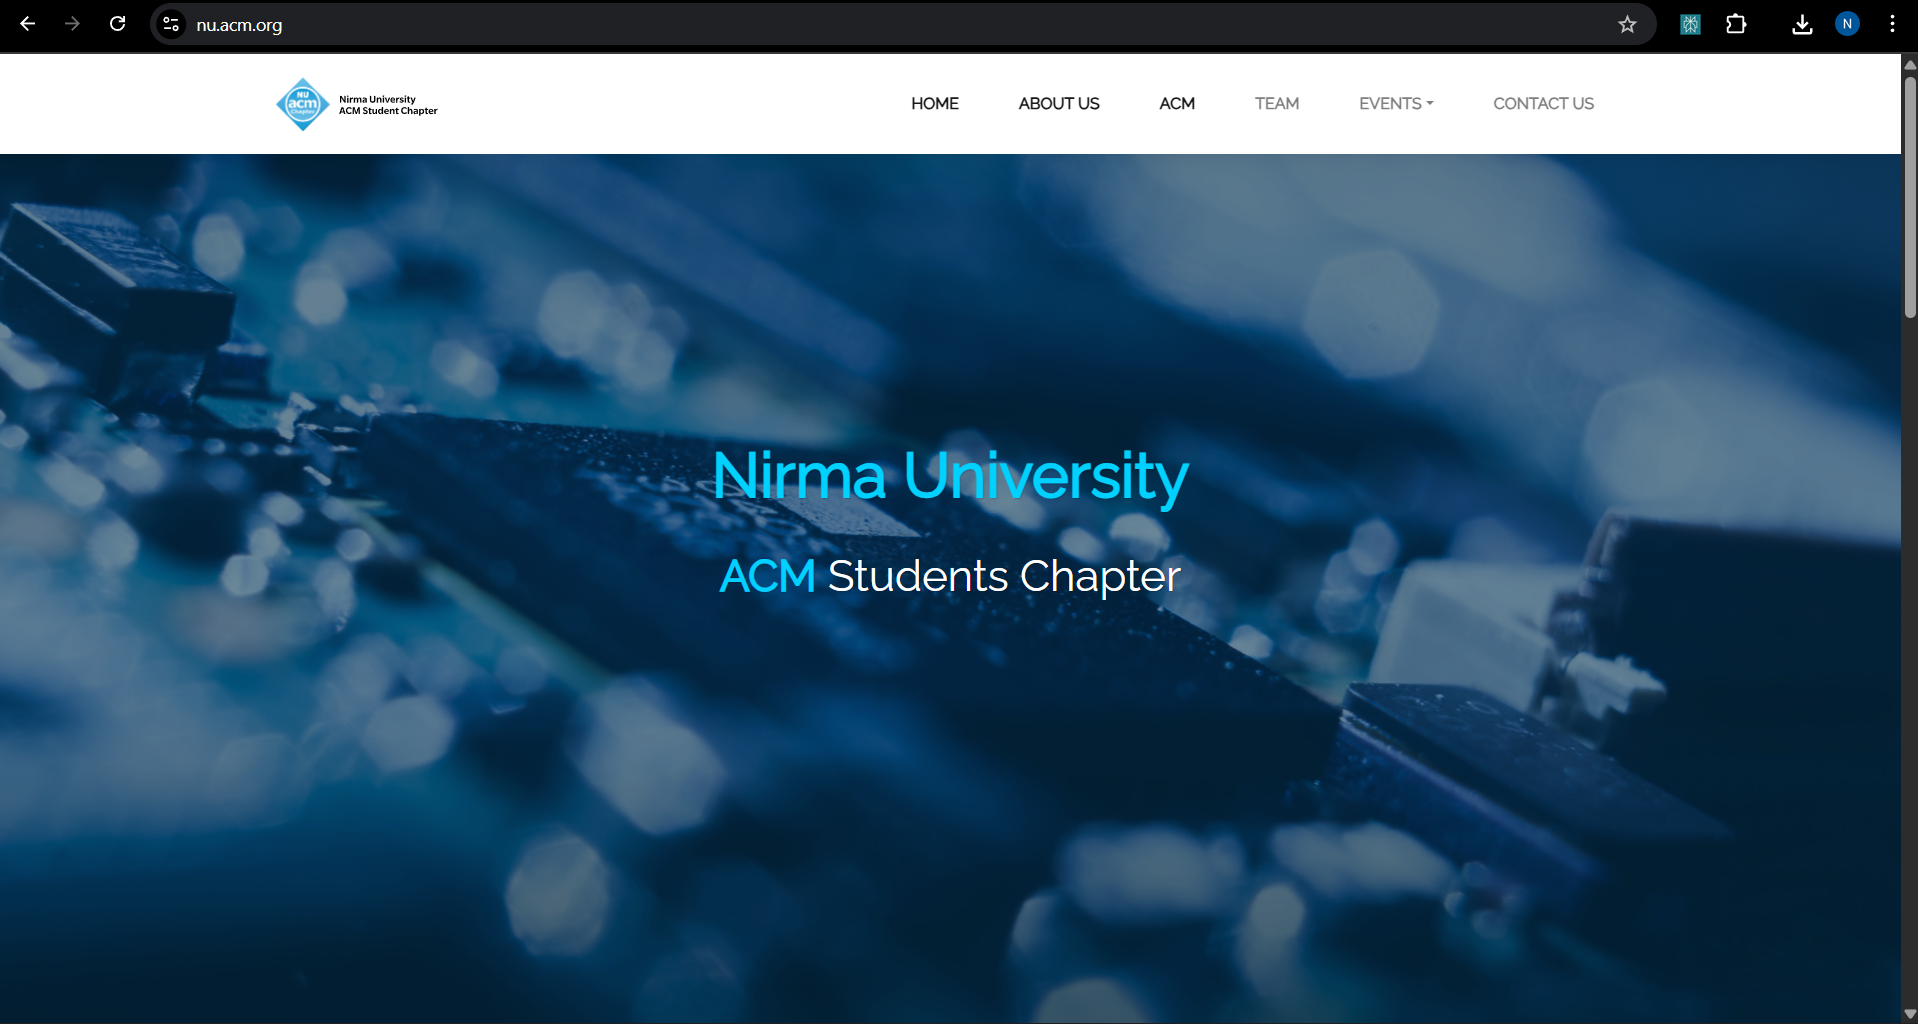 nu.acm.org
N
NU
acm
Chapter
Nirma University
ACM Student Chapter
HOME
ABOUT US
ACM
TEAM
EVENTS
CONTACT US
Nirma University
ACM Students Chapter